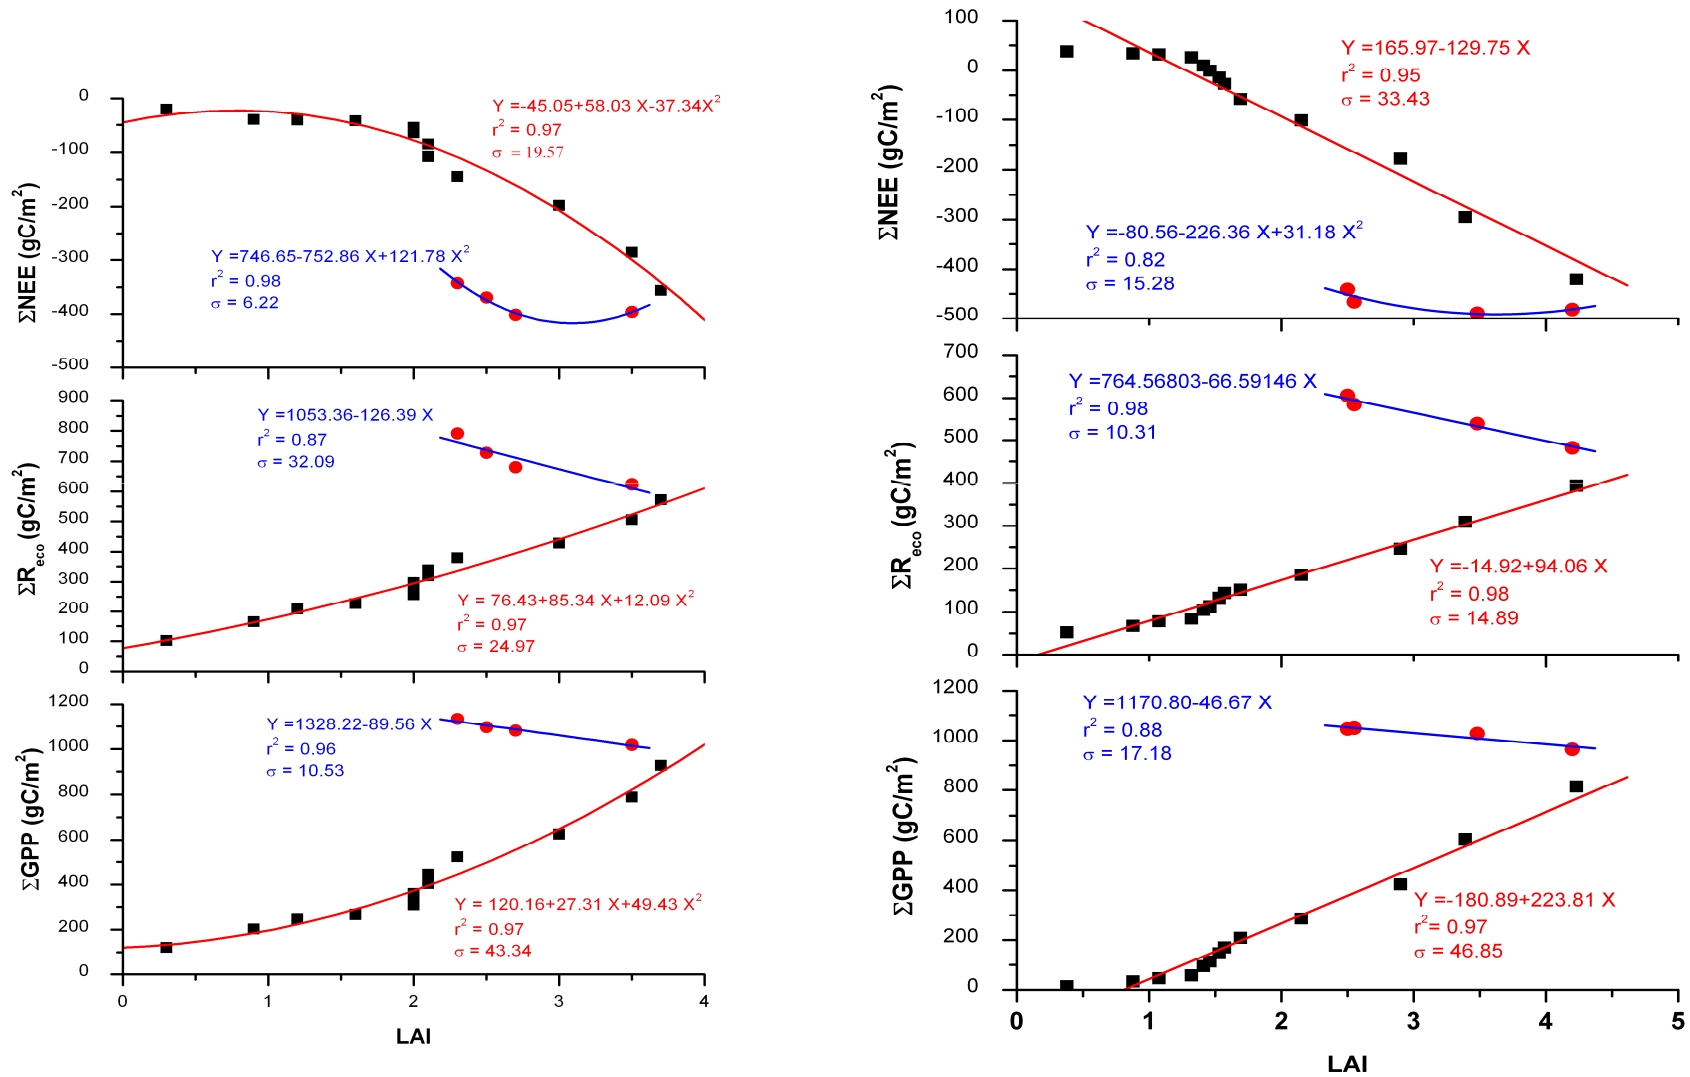 0
-100
-200
-300
-400
-500
ΣNEE (gC/m²)
Y =-45.05+58.03 X-37.34X²
r² = 0.97
σ = 19.57
Y =746.65-752.86 X+121.78 X²
r² = 0.98
σ = 6.22
900
800
700
600
500
400
300
200
100
0
ΣReco (gC/m²)
Y =1053.36-126.39 X
r² = 0.87
σ = 32.09
Y = 76.43+85.34 X+12.09 X²
r² = 0.97
σ = 24.97
1200
1000
800
600
400
200
0
ΣGPP (gC/m²)
Y =1328.22-89.56 X
r² = 0.96
σ = 10.53
Y = 120.16+27.31 X+49.43 X²
r² = 0.97
σ = 43.34
0 1 2 3 4
LAI
100
0
-100
-200
-300
-400
-500
ΣNEE (gC/m²)
Y =165.97-129.75 X
r² = 0.95
σ = 33.43
Y =-80.56-226.36 X+31.18 X²
r² = 0.82
σ = 15.28
700
600
500
400
300
200
100
0
ΣReco (gC/m²)
Y =764.56803-66.59146 X
r² = 0.98
σ = 10.31
Y =-14.92+94.06 X
r² = 0.98
σ = 14.89
1200
1000
800
600
400
200
0
ΣGPP (gC/m²)
Y =1170.80-46.67 X
r² = 0.88
σ = 17.18
Y =-180.89+223.81 X
r²= 0.97
σ = 46.85
0 1 2 3 4 5
LAI